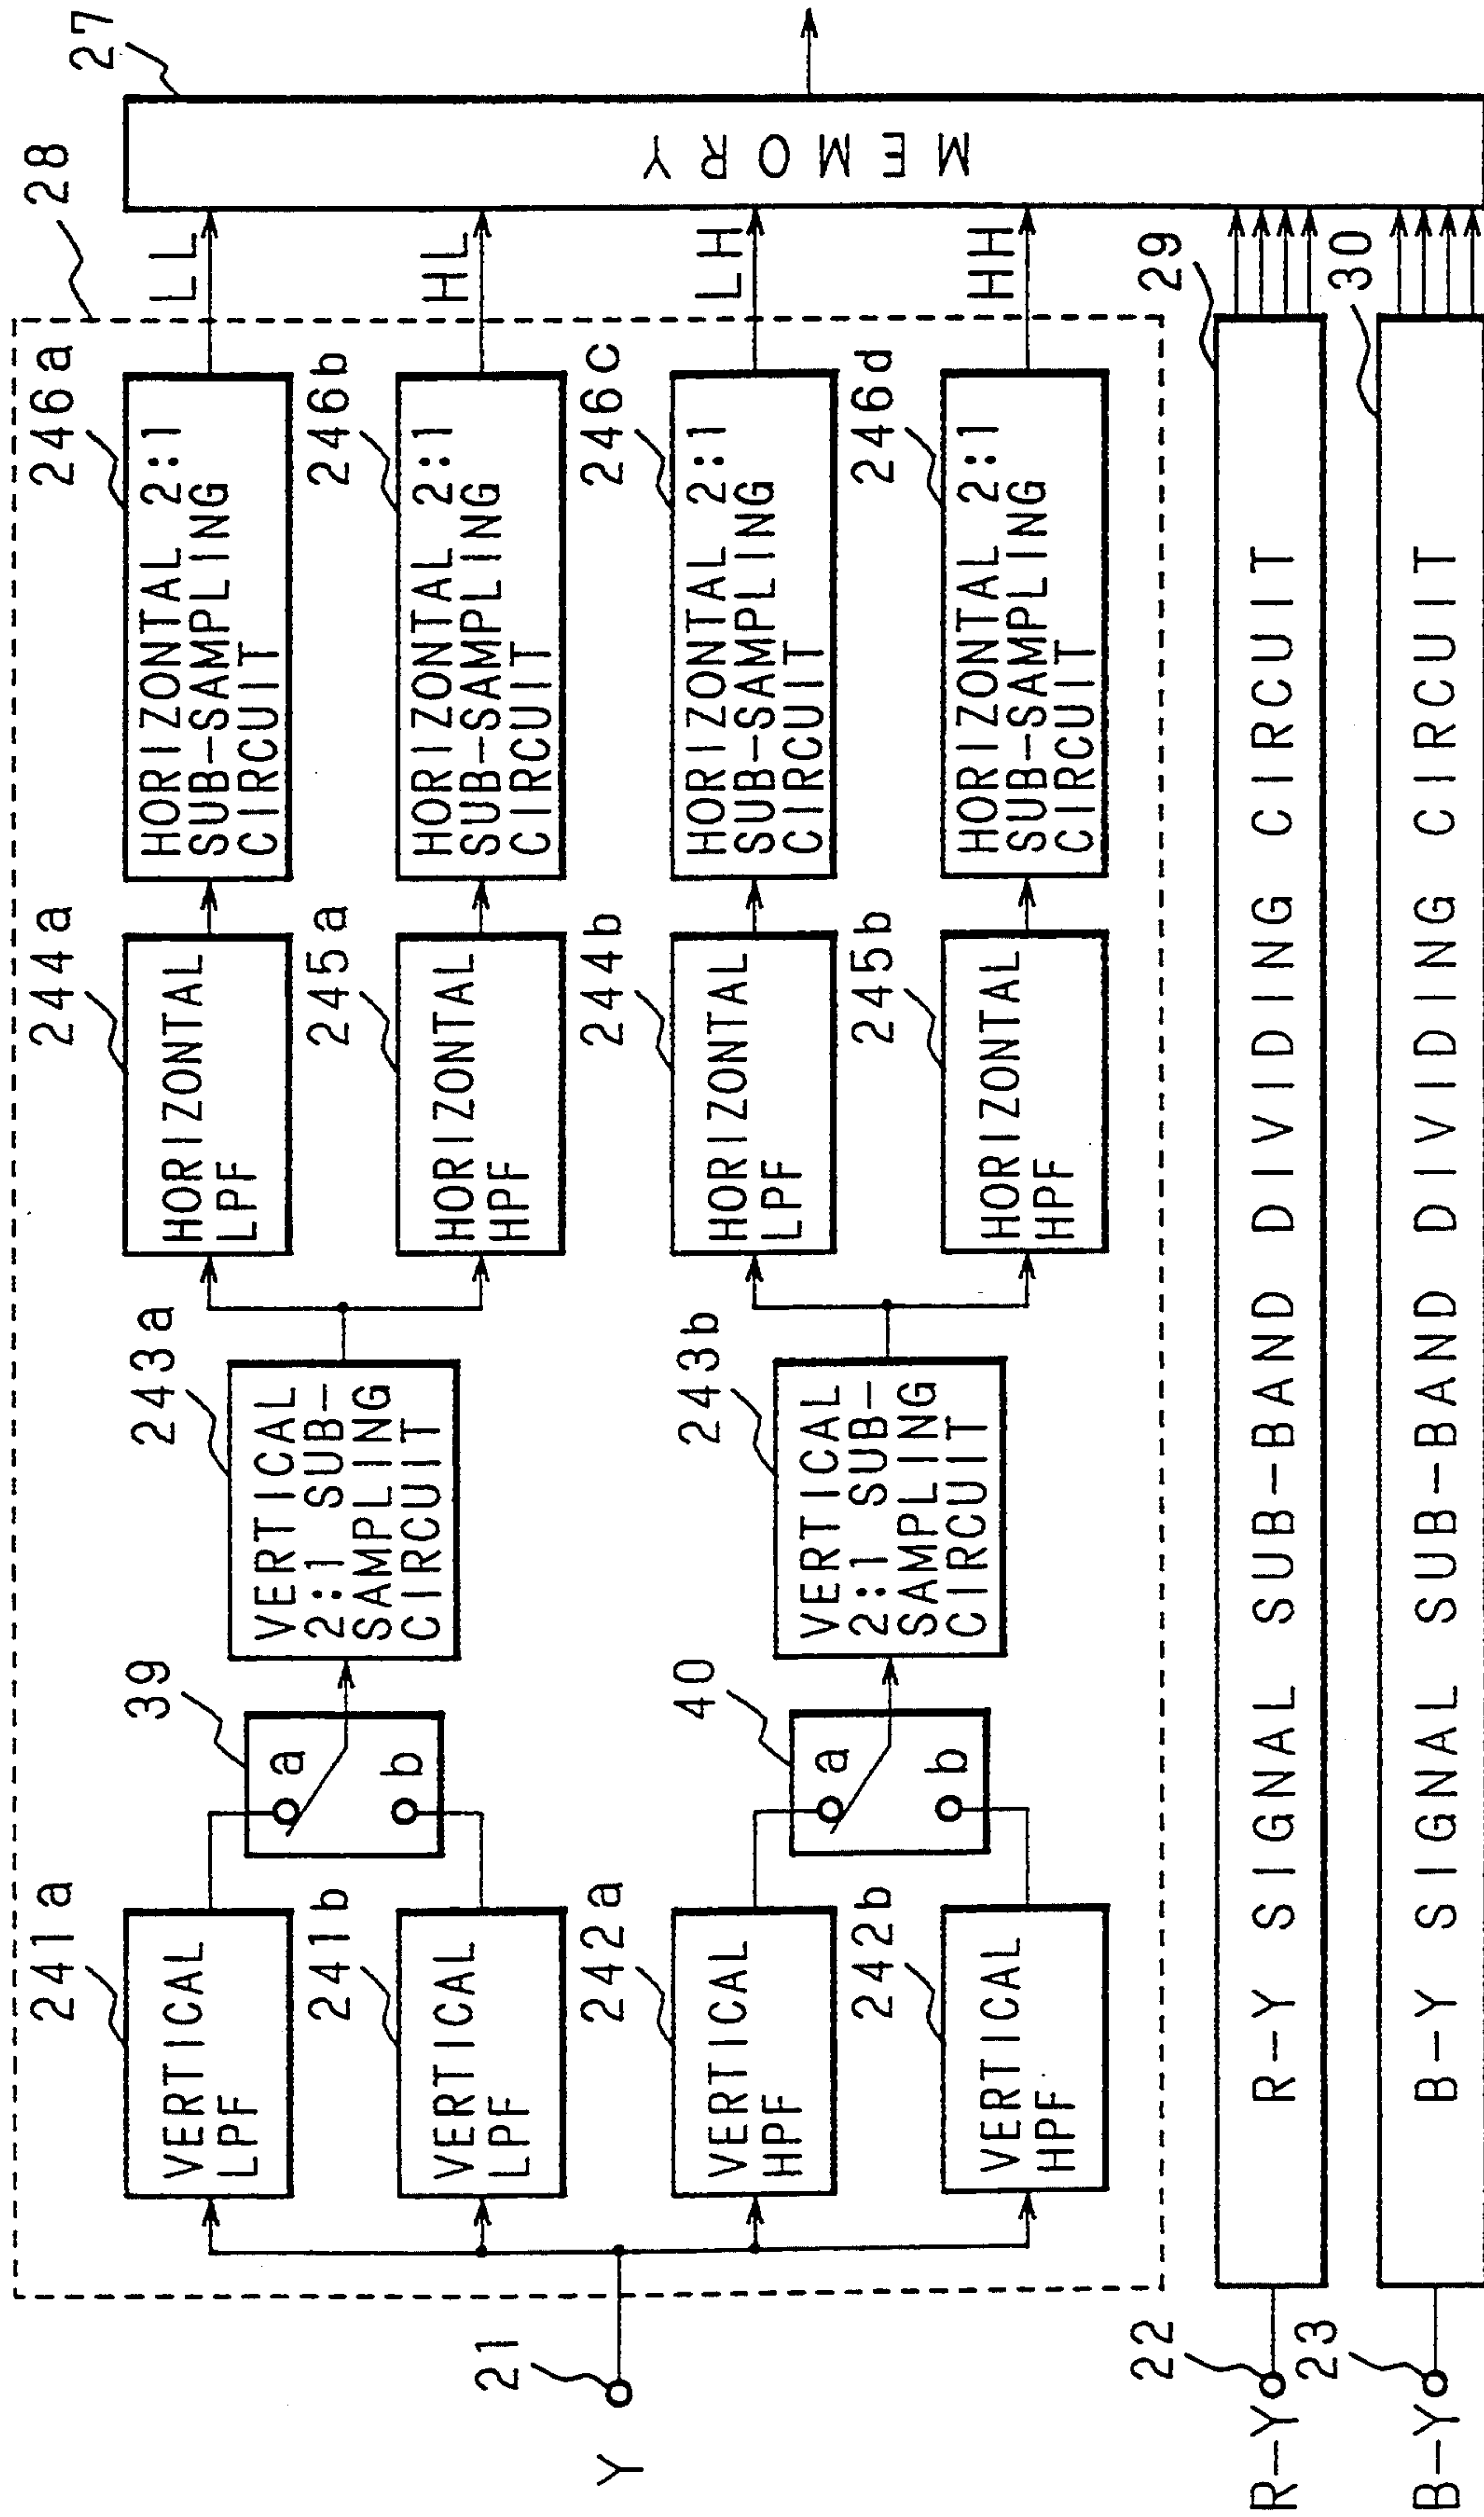 28
27
241a
VERTICAL
LPF
241b
VERTICAL
LPF
242a
VERTICAL
HPF
242b
VERTICAL
HPF
39
a
b
40
a
b
243a
VERTICAL
2:1 SUB-
SAMPLING
CIRCUIT
243b
VERTICAL
2:1 SUB-
SAMPLING
CIRCUIT
244a
HORIZONTAL
LPF
245a
HORIZONTAL
HPF
244b
HORIZONTAL
LPF
245b
HORIZONTAL
HPF
246a
HORIZONTAL 2:1
SUB-SAMPLING
CIRCUIT
246b
HORIZONTAL 2:1
SUB-SAMPLING
CIRCUIT
246c
HORIZONTAL 2:1
SUB-SAMPLING
CIRCUIT
246d
HORIZONTAL 2:1
SUB-SAMPLING
CIRCUIT
LL
HL
LH
HH
MEMORY
21
Y
22
R-Y
R-Y SIGNAL SUB-BAND DIVIDING CIRCUIT
29
23
B-Y
B-Y SIGNAL SUB-BAND DIVIDING CIRCUIT
30